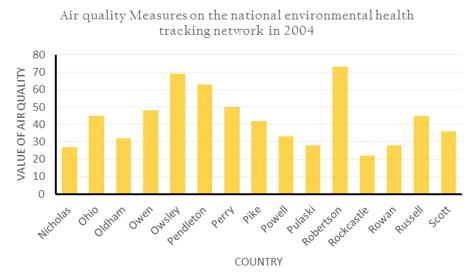 Air quality Measures on the national environmental health
tracking network in 2004
VALUE OF AIR QUALITY
80
70
60
50
40
30
20
10
0
Nicholas
Ohio
Oldham
Owen
Owsley
Pendleton
Perry
Pike
Powell
Pulaski
Robertson
Rockcastle
Rowan
Russell
Scott
COUNTRY